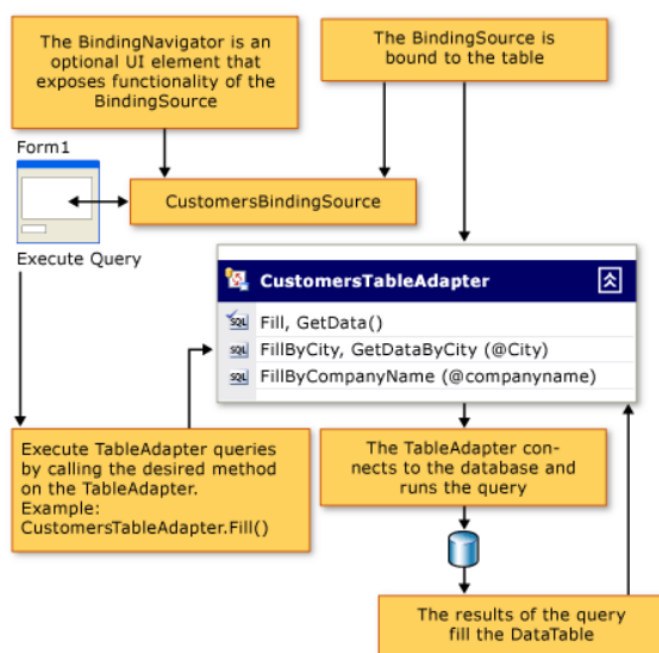 The BindingNavigator is an
optional UI element that
exposes functionality of the
BindingSource
The BindingSource is
bound to the table
Form1
CustomersBindingSource
Execute Query
CustomersTableAdapter
SQL Fill, GetData()
SQL FillByCity, GetDataByCity (@City)
SQL FillByCompanyName (@companyname)
Execute TableAdapter queries
by calling the desired method
on the TableAdapter.
Example:
CustomersTableAdapter.Fill()
The TableAdapter con-
nects to the database and
runs the query
The results of the query
fill the DataTable